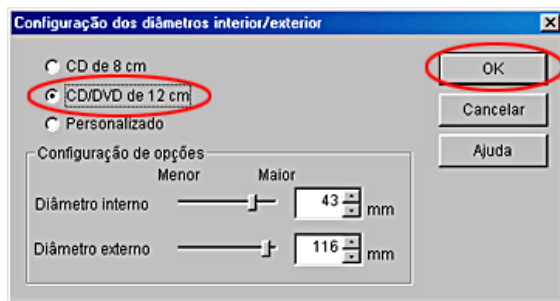 Configuração dos diâmetros interior/exterior
CD de 8 cm
CD/DVD de 12 cm
Personalizado
OK
Cancelar
Ajuda
Configuração de opções
Menor Maior
Diâmetro interno 43 mm
Diâmetro externo 116 mm